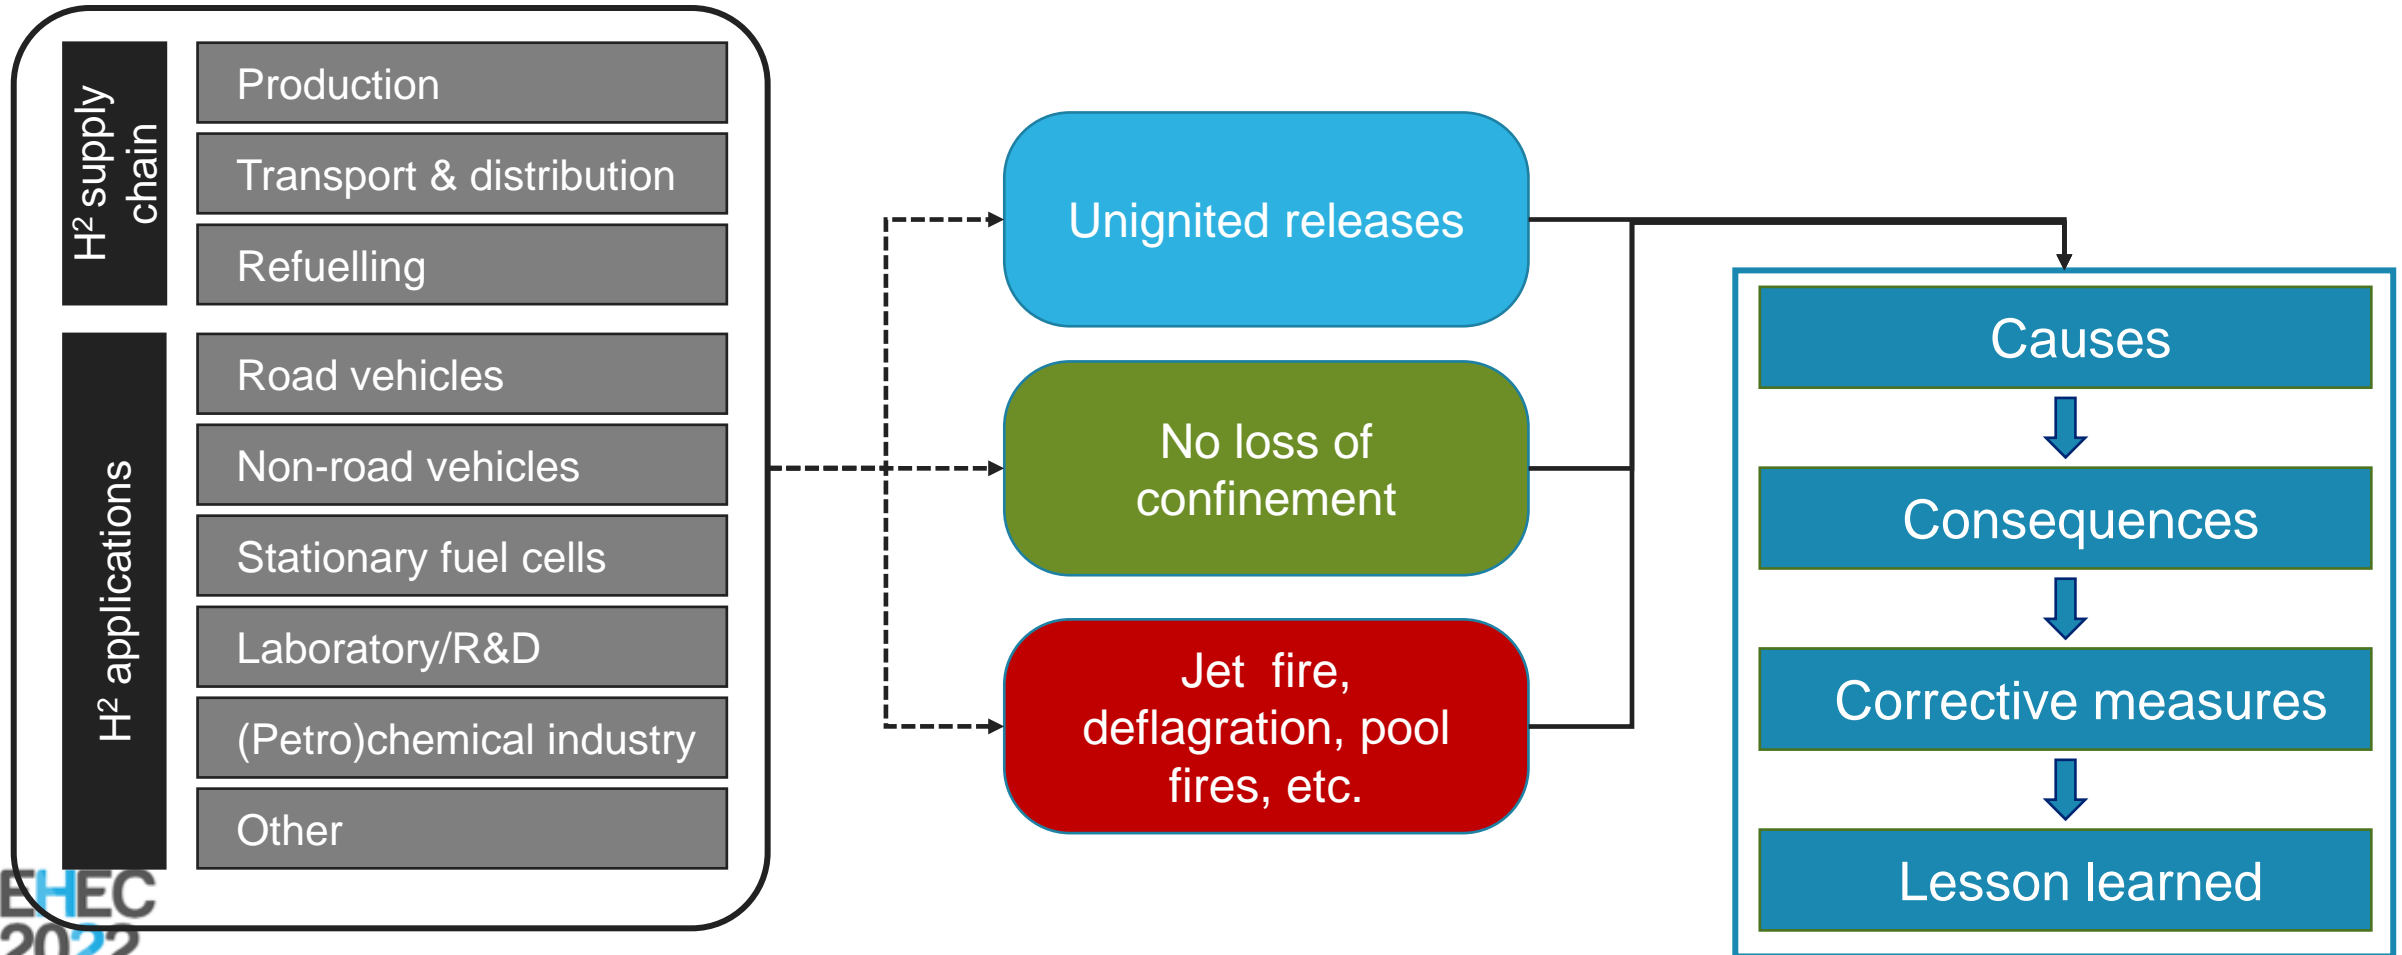 H² supply
chain
Production
Transport & distribution
Refuelling
H² applications
Road vehicles
Non-road vehicles
Stationary fuel cells
Laboratory/R&D
(Petro)chemical industry
Other
EHEC
2022
Unignited releases
No loss of
confinement
Jet  fire,
deflagration, pool
fires, etc.
Causes
Consequences
Corrective measures
Lesson learned